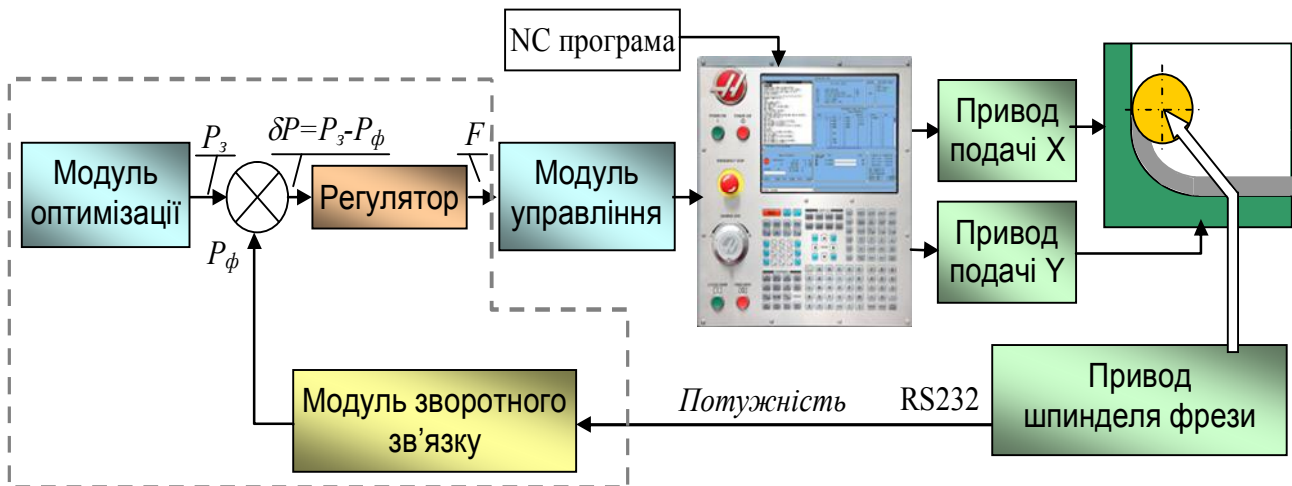 NC програма
Pз
δP=Pз-Pф
F
Модуль
оптимізації
Регулятор
Модуль
управління
Привод
подачі X
Pф
Привод
подачі Y
Модуль зворотного
зв’язку
Потужність
RS232
Привод
шпинделя фрези